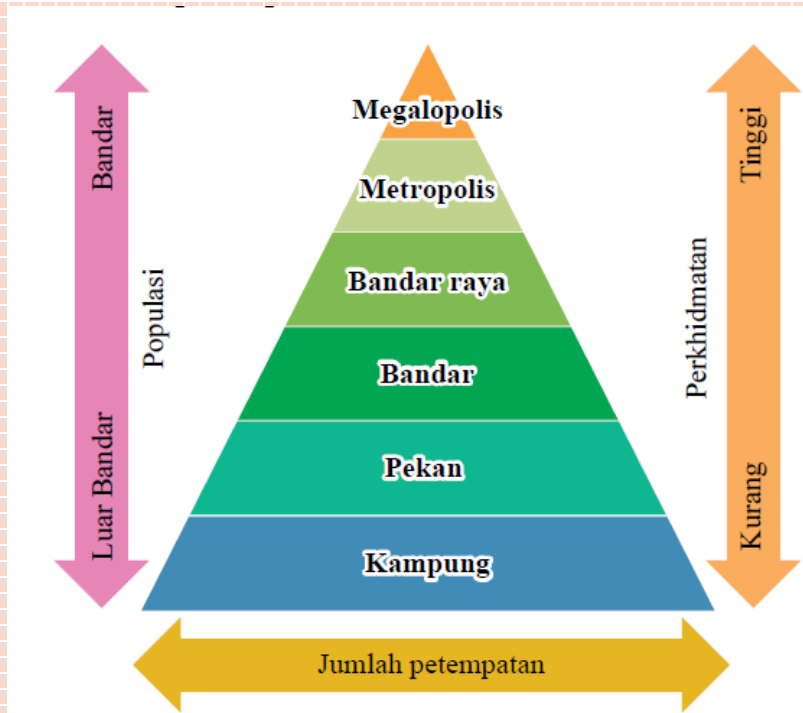 Megalopolis
Metropolis
Bandar raya
Bandar
Pekan
Kampung
Bandar
Populasi
Luar Bandar
Tinggi
Perkhidmatan
Kurang
Jumlah petempatan